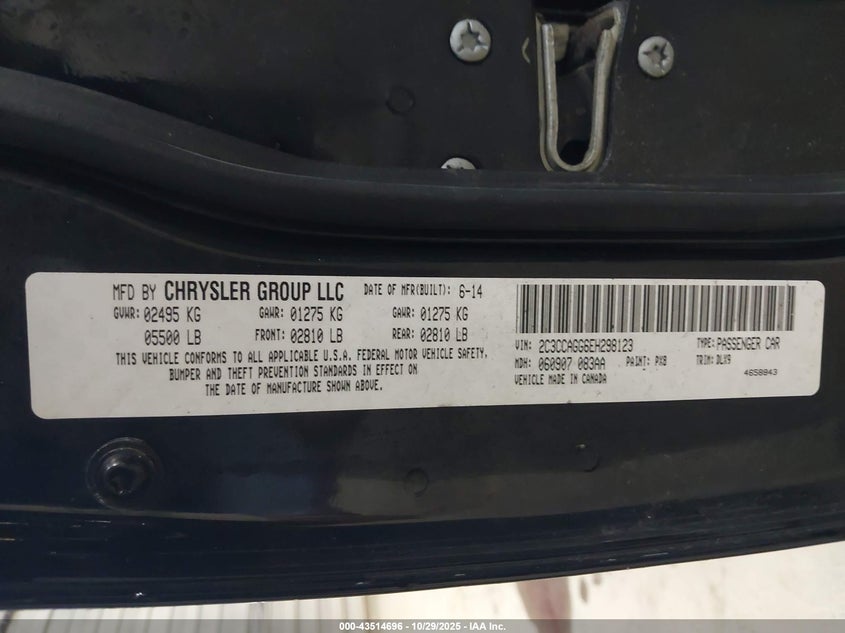 MFD BY CHRYSLER GROUP LLC DATE OF MFR(BUILT): 6-14
GVWR: 02495 KG GAWR: 01275 KG GAWR: 01275 KG
05500 LB FRONT: 02810 LB REAR: 02810 LB
THIS VEHICLE CONFORMS TO ALL APPLICABLE U.S.A. FEDERAL MOTOR VEHICLE SAFETY,
BUMPER AND THEFT PREVENTION STANDARDS IN EFFECT ON
THE DATE OF MANUFACTURE SHOWN ABOVE.
VIN: 2C3CCAGG6EH298123 TYPE: PASSENGER CAR
MDH: 060907 083AA PAINT: PXB TRIM: DLX9
VEHICLE MADE IN CANADA 4658843
000-43514696 - 10/29/2025 - IAA Inc.